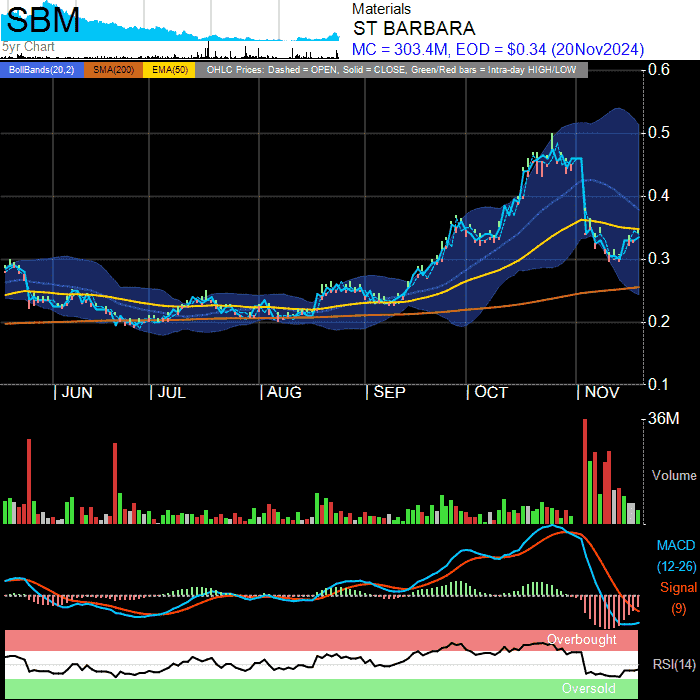 SBM
5yr Chart
Materials
ST BARBARA
MC = 303.4M, EOD = $0.34 (20Nov2024)
BollBands(20,2) SMA(200) EMA(50) OHLC Prices: Dashed = OPEN, Solid = CLOSE, Green/Red bars = Intra-day HIGH/LOW
0.6
0.5
0.4
0.3
0.2
0.1
| JUN | JUL | AUG | SEP | OCT | NOV
36M
Volume
MACD
(12-26)
Signal
(9)
Overbought
RSI(14)
Oversold